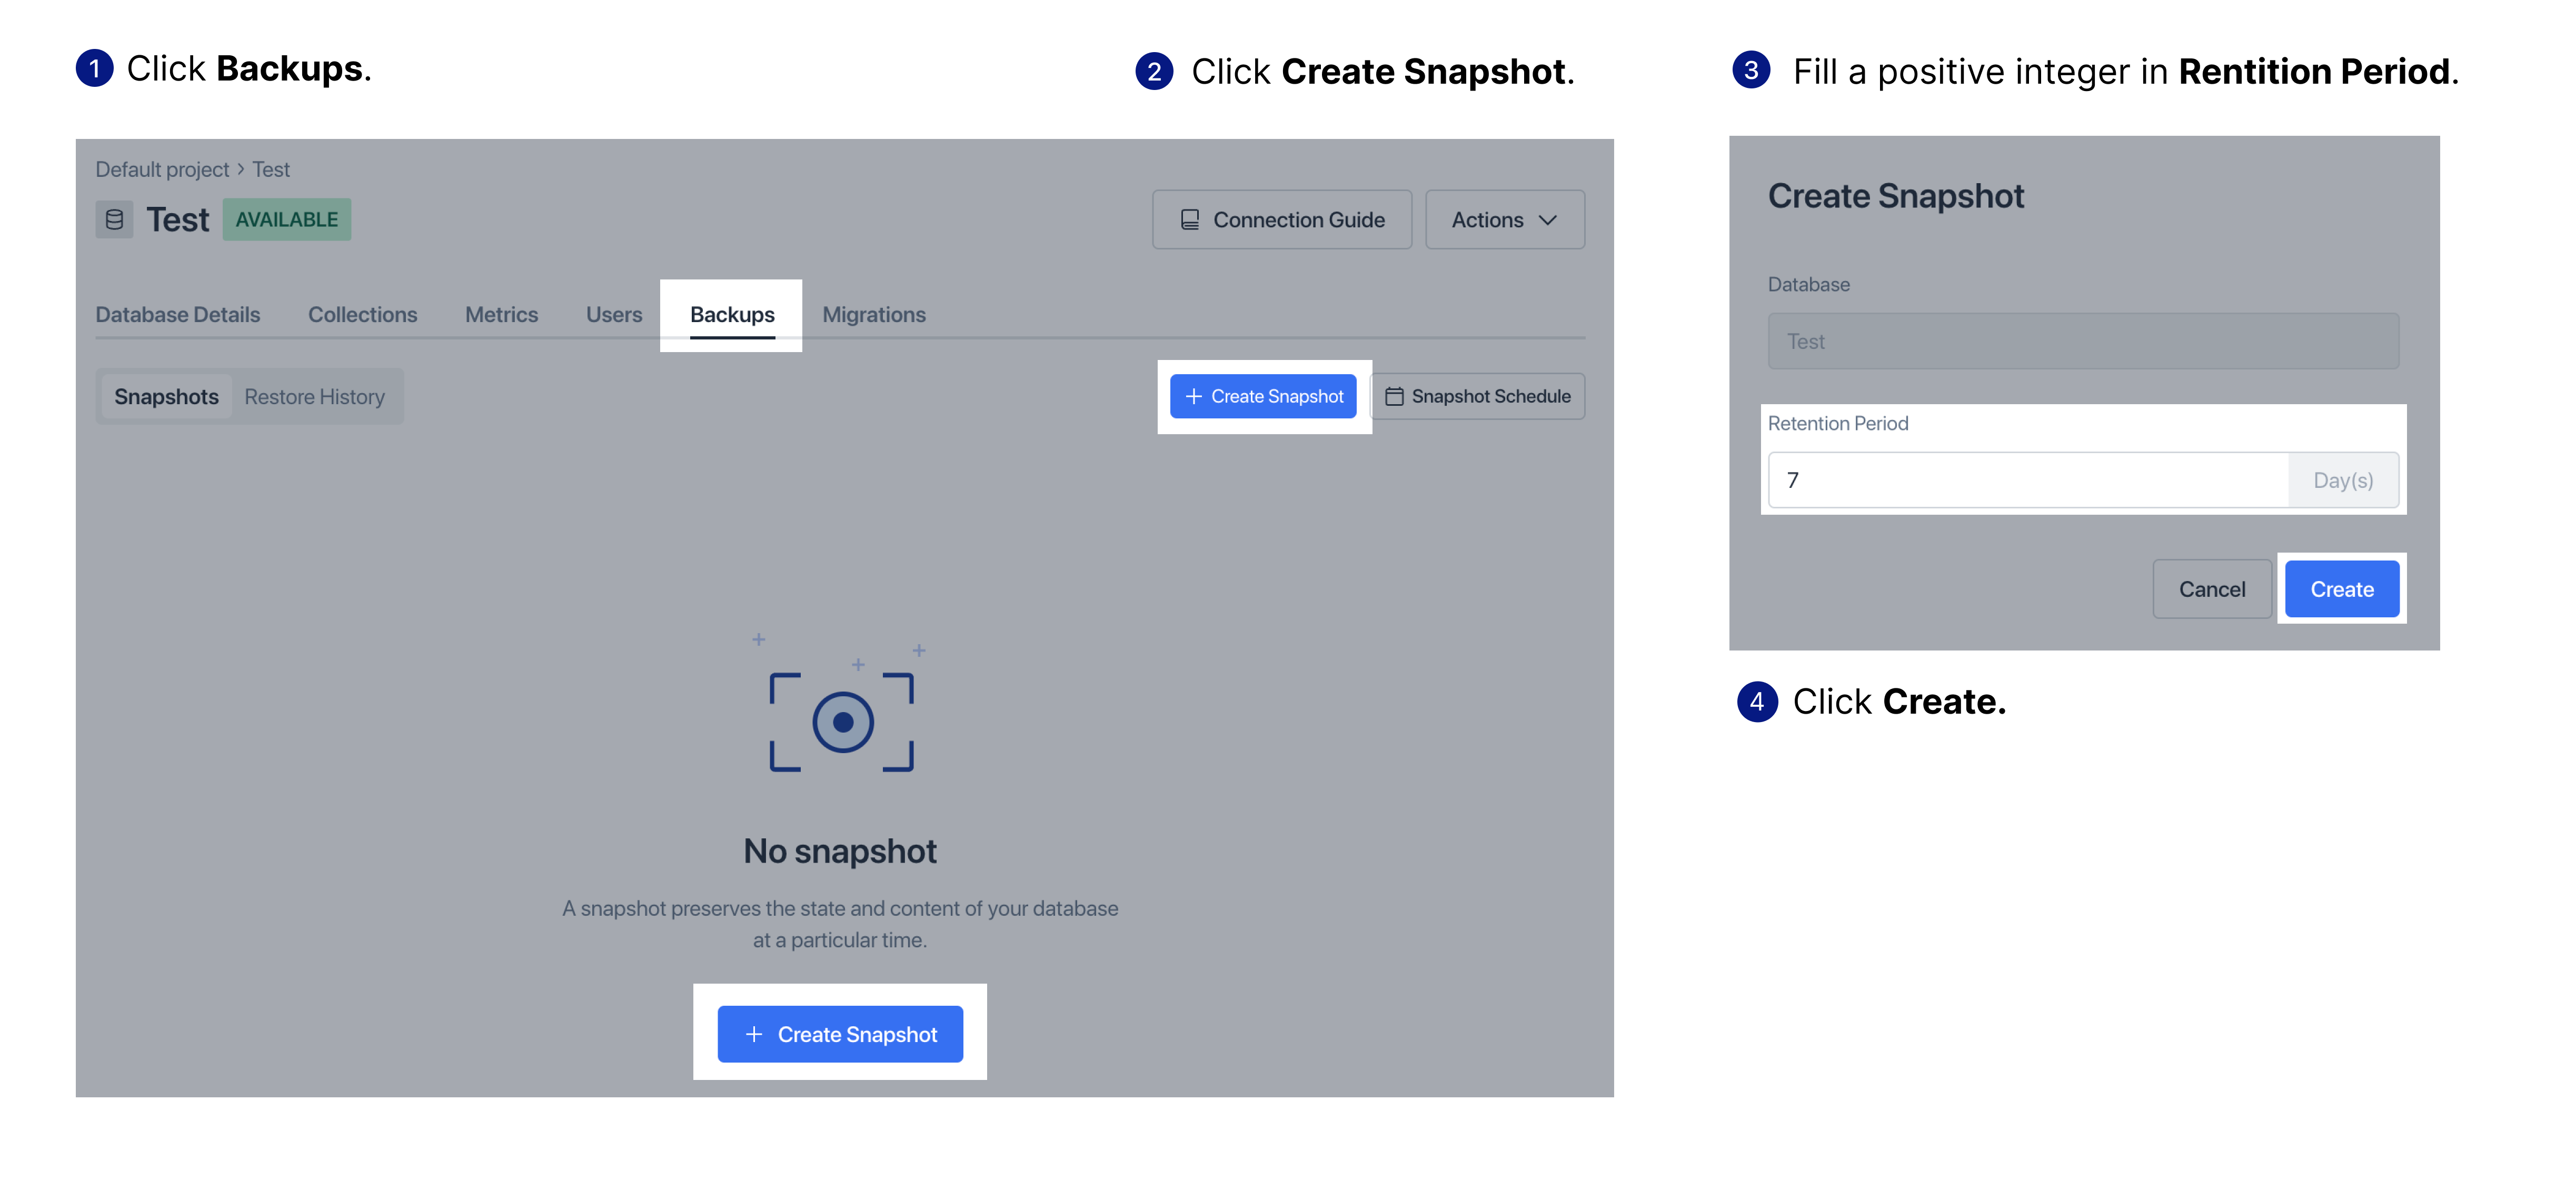 1 Click Backups.
2 Click Create Snapshot.
3 Fill a positive integer in Rentition Period.
Default project > Test
Test AVAILABLE
Connection Guide
Actions
Database Details Collections Metrics Users Backups Migrations
Snapshots Restore History
+ Create Snapshot
Snapshot Schedule
No snapshot
A snapshot preserves the state and content of your database
at a particular time.
+ Create Snapshot
Create Snapshot
Database
Test
Retention Period
7 Day(s)
Cancel Create
4 Click Create.